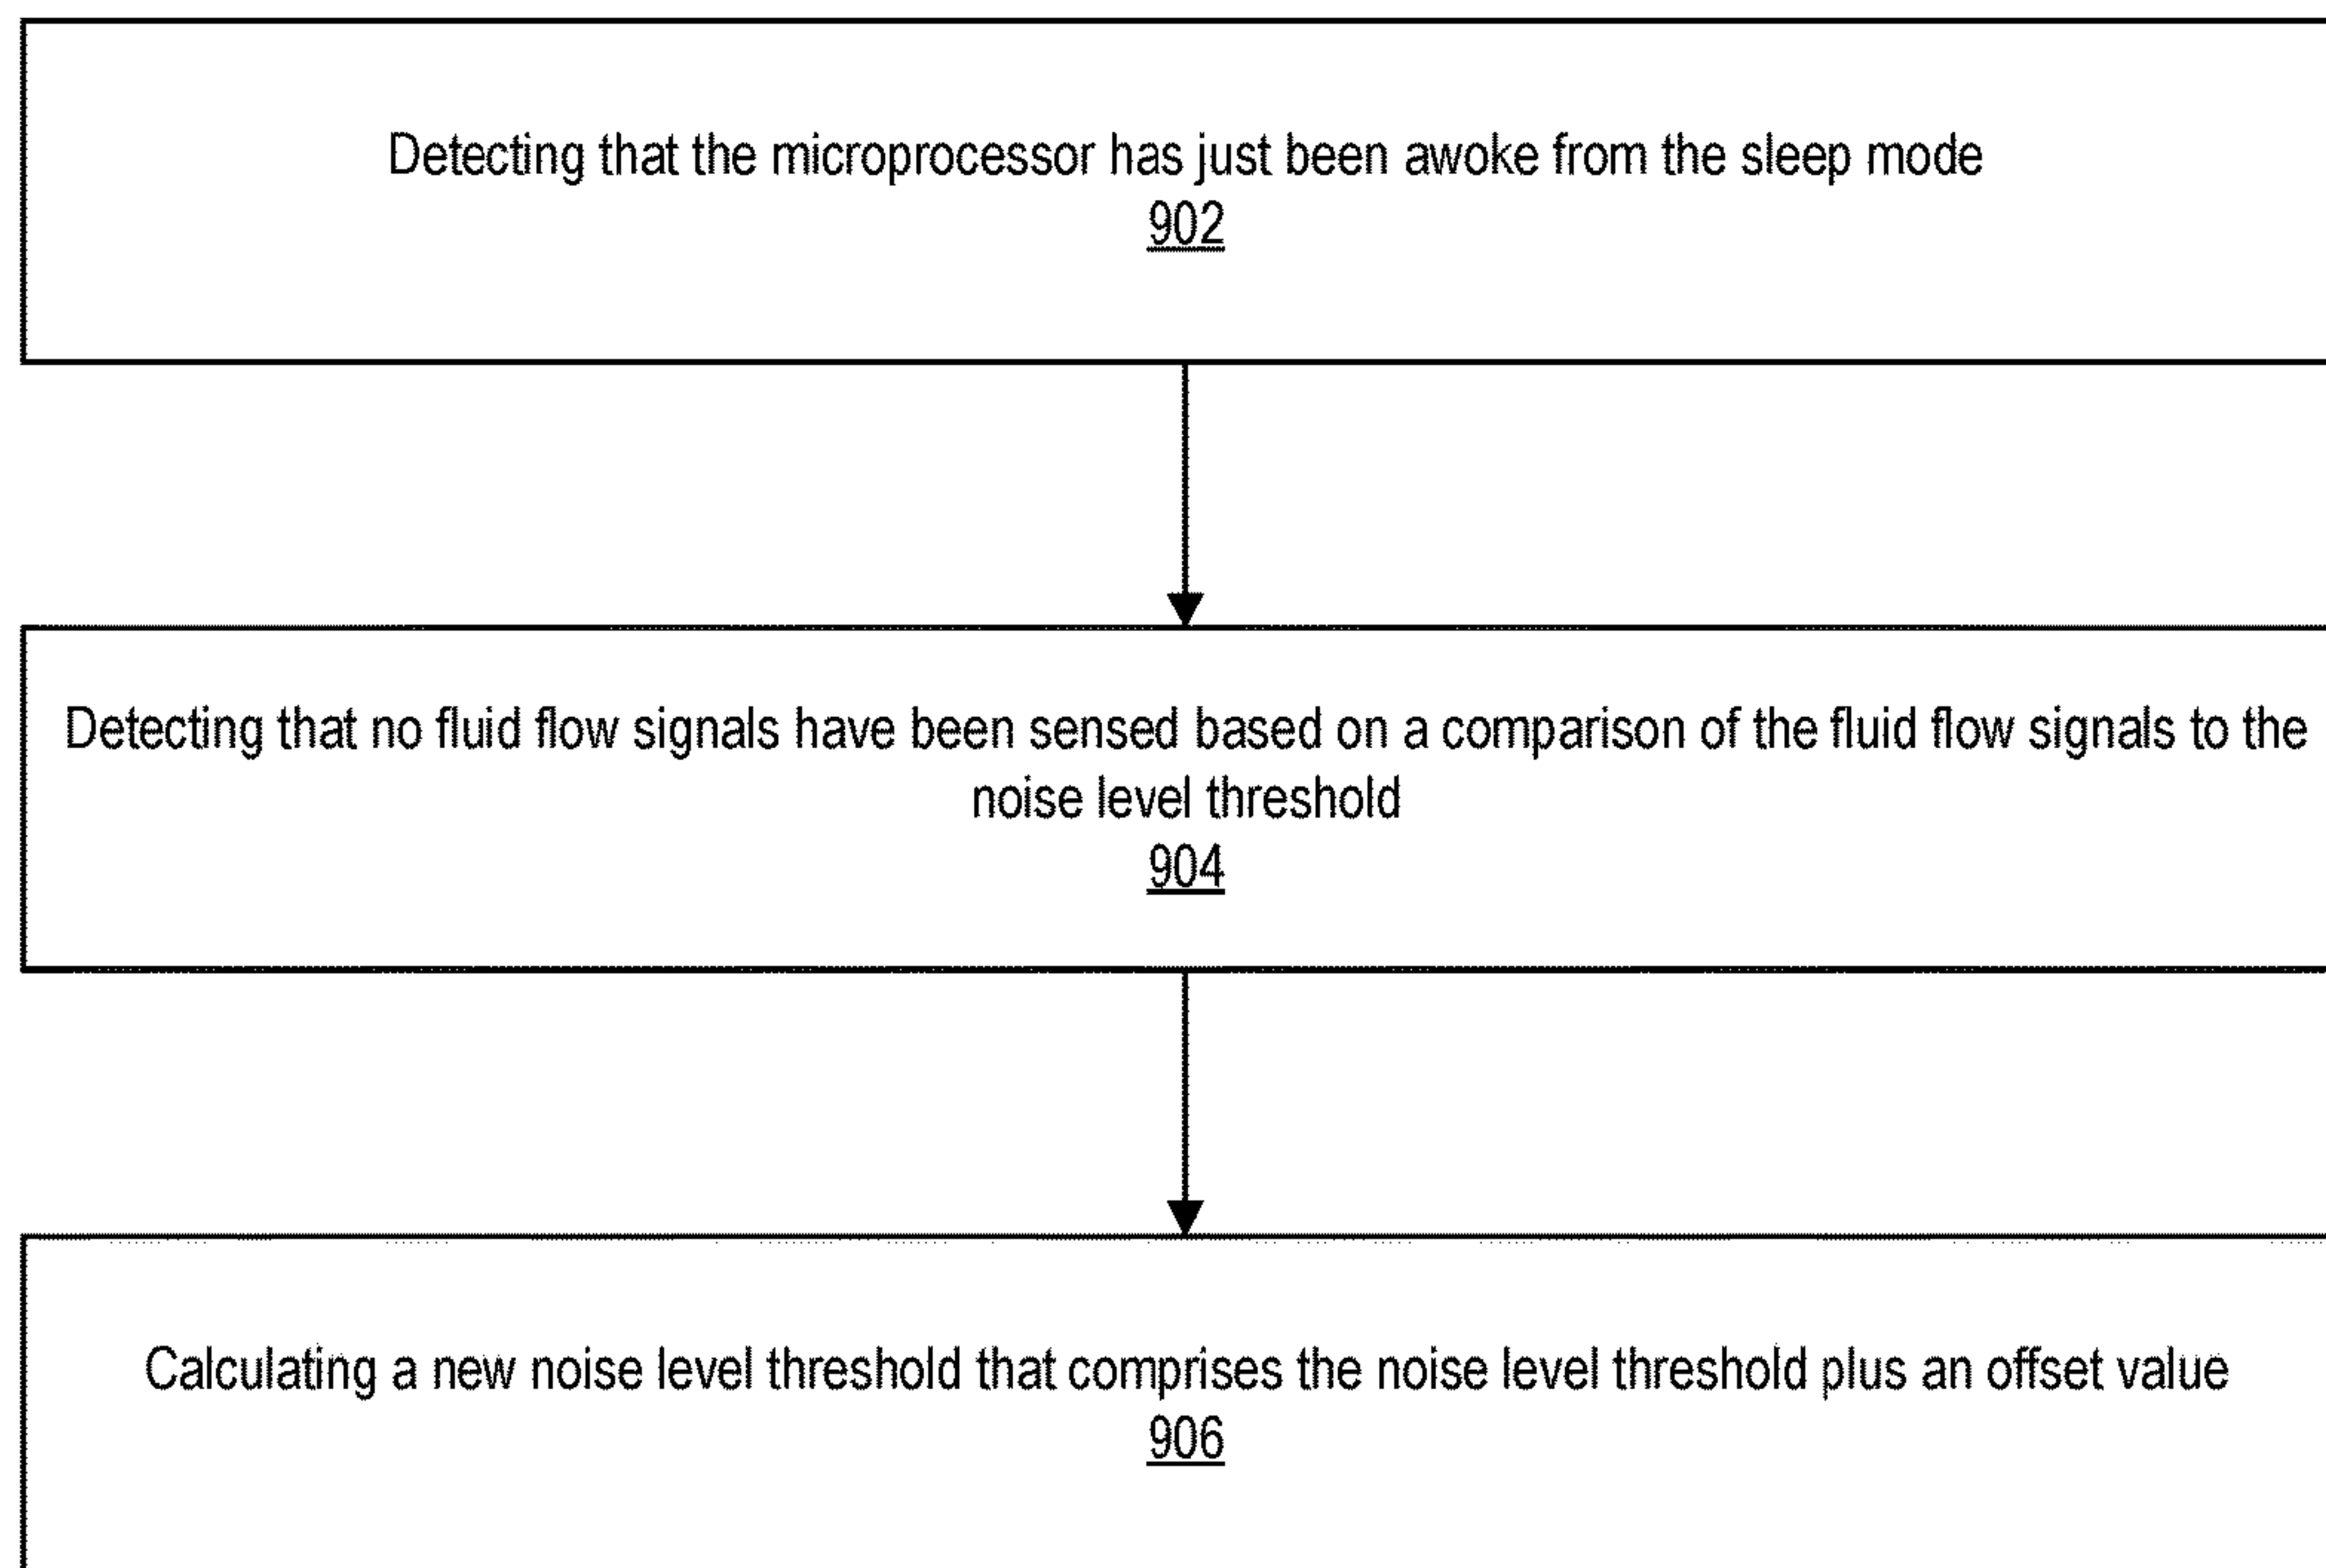 Detecting that the microprocessor has just been awoke from the sleep mode
902
Detecting that no fluid flow signals have been sensed based on a comparison of the fluid flow signals to the
noise level threshold
904
Calculating a new noise level threshold that comprises the noise level threshold plus an offset value
906